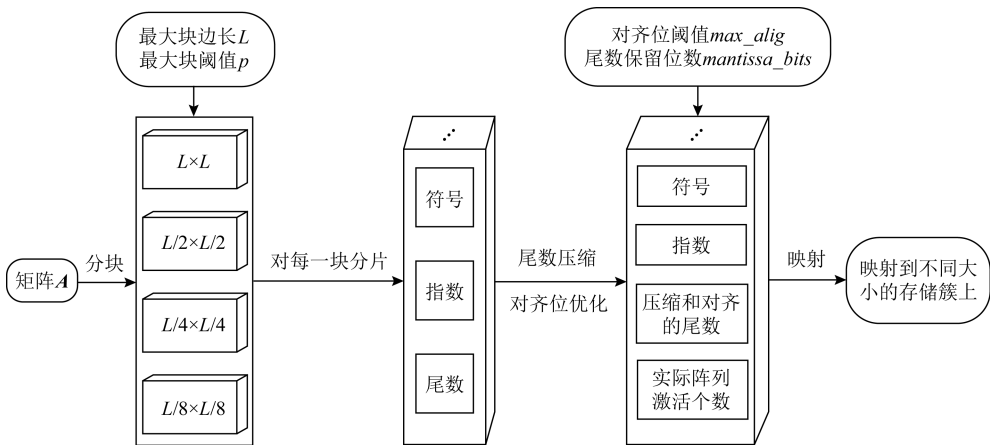 最大块边长L
最大块阈值p
对齐位阈值max_alig
尾数保留位数mantissa_bits
矩阵A
分块
L×L
L/2×L/2
L/4×L/4
L/8×L/8
对每一块分片
⋰
符号
指数
尾数
尾数压缩
对齐位优化
⋰
符号
指数
压缩和对齐
的尾数
实际阵列
激活个数
映射
映射到不同大
小的存储簇上